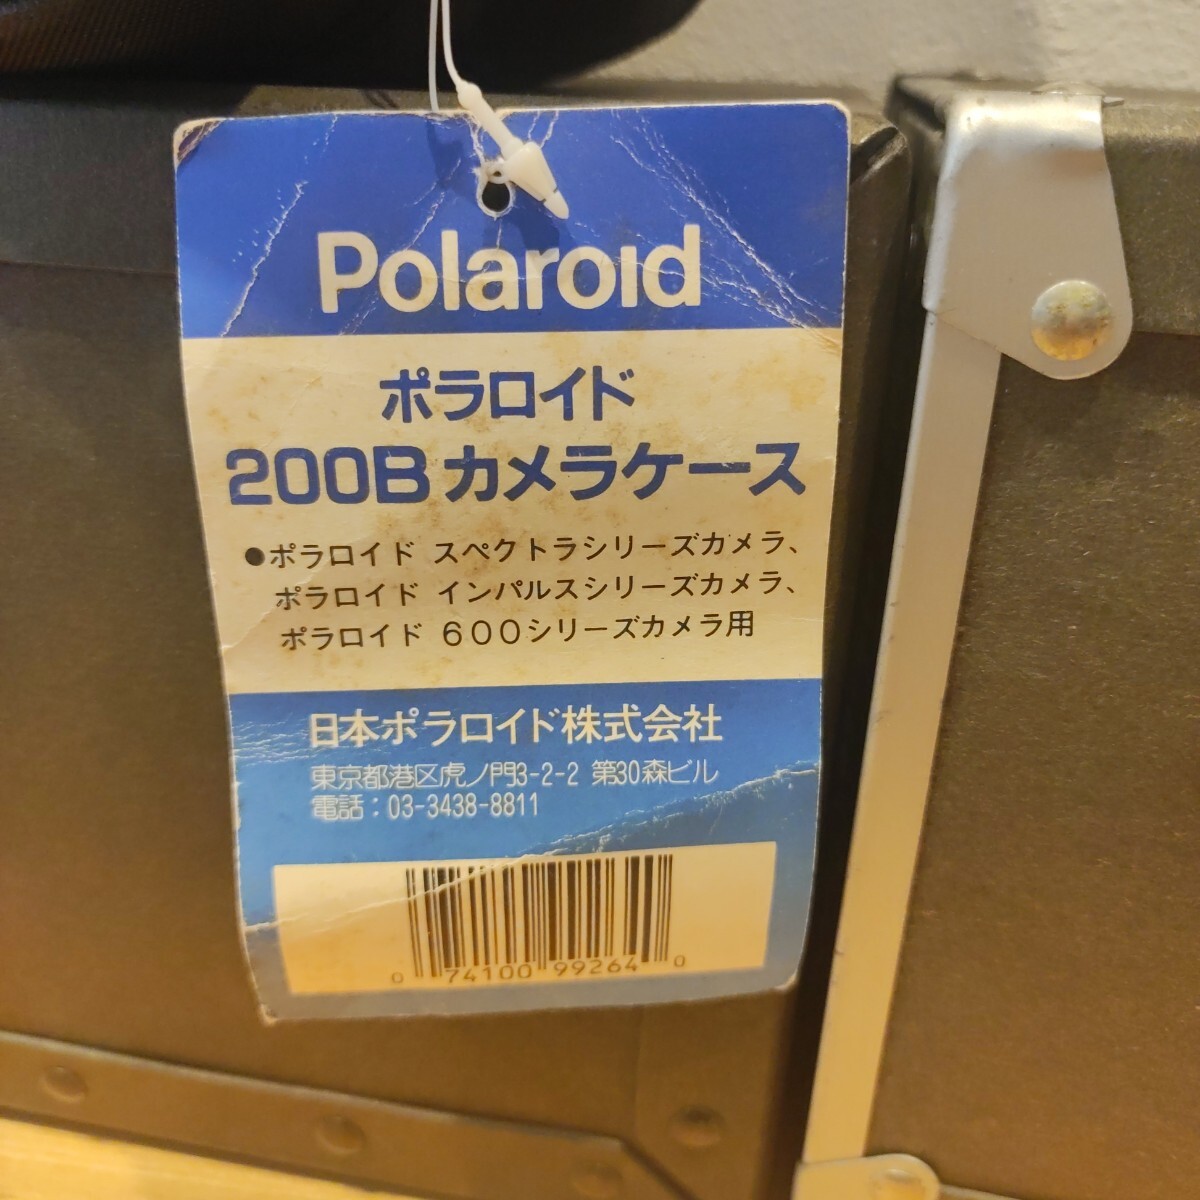 Polaroid
ポラロイド
200B カメラケース
●ポラロイド スペクトラシリーズカメラ、
ポラロイド インパルスシリーズカメラ、
ポラロイド 600シリーズカメラ用
日本ポラロイド株式会社
東京都港区虎ノ門3-2-2 第30森ビル
電話：03-3438-8811
0 74100 99264 0